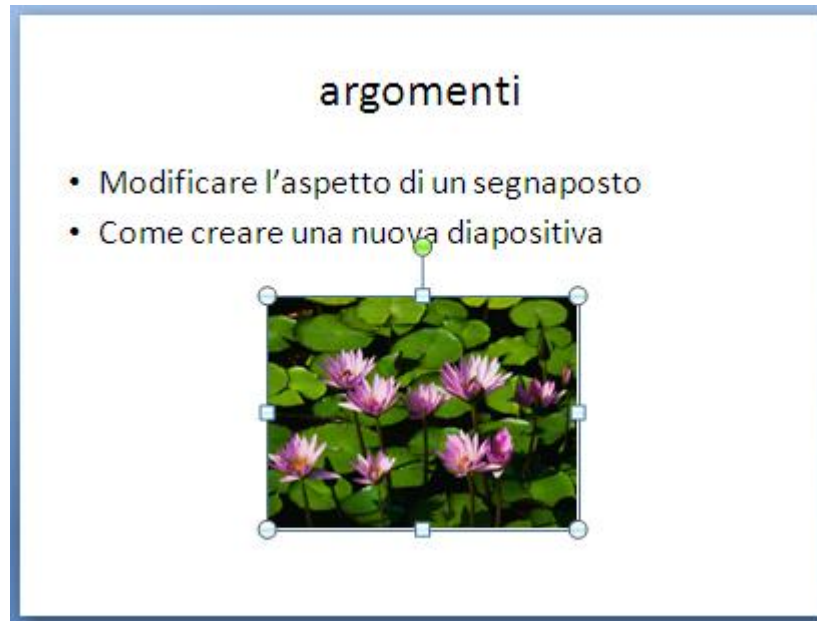 argomenti
• Modificare l'aspetto di un segnaposto
• Come creare una nuova diapositiva